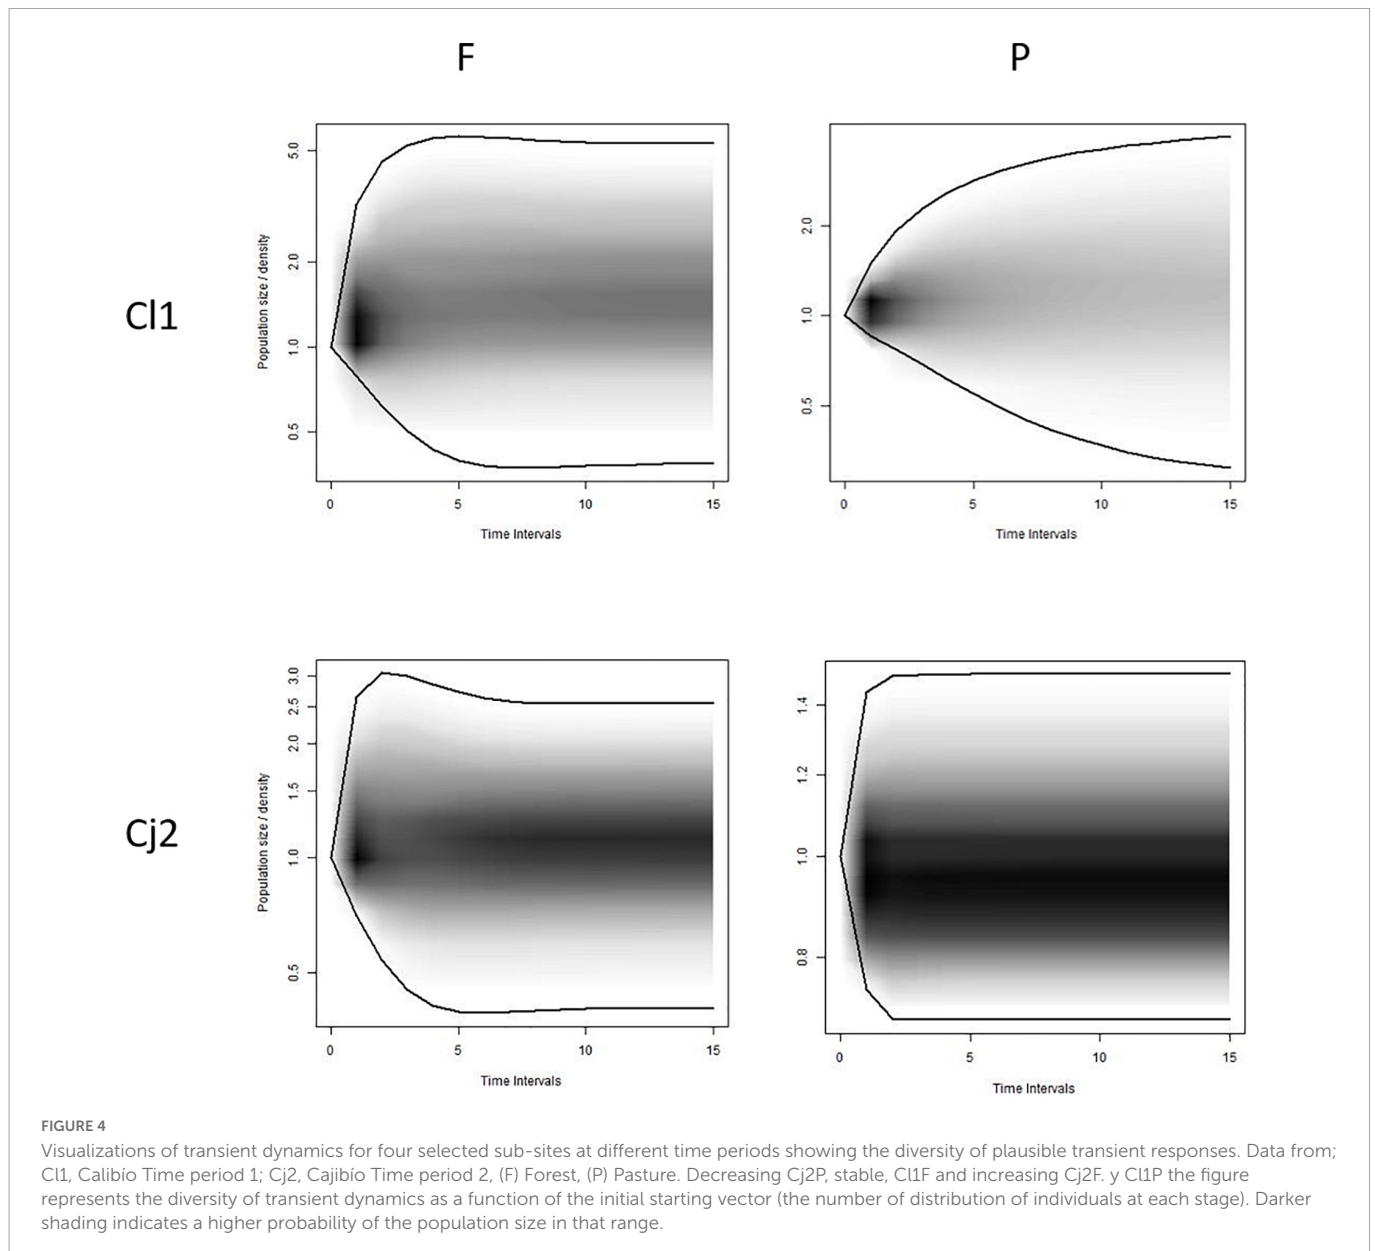 F
P
Cl1
Population size / density
5.0
2.0
1.0
0.5
0
5
10
15
Time Intervals
2.0
1.0
0.5
0
5
10
15
Time Intervals
Cj2
Population size / density
3.0
2.5
2.0
1.5
1.0
0.5
0
5
10
15
Time Intervals
1.4
1.2
1.0
0.8
0
5
10
15
Time Intervals
FIGURE 4
Visualizations of transient dynamics for four selected sub-sites at different time periods showing the diversity of plausible transient responses. Data from;
Cl1, Calibío Time period 1; Cj2, Cajibío Time period 2, (F) Forest, (P) Pasture. Decreasing Cj2P, stable, Cl1F and increasing Cj2F. y Cl1P the figure
represents the diversity of transient dynamics as a function of the initial starting vector (the number of distribution of individuals at each stage). Darker
shading indicates a higher probability of the population size in that range.